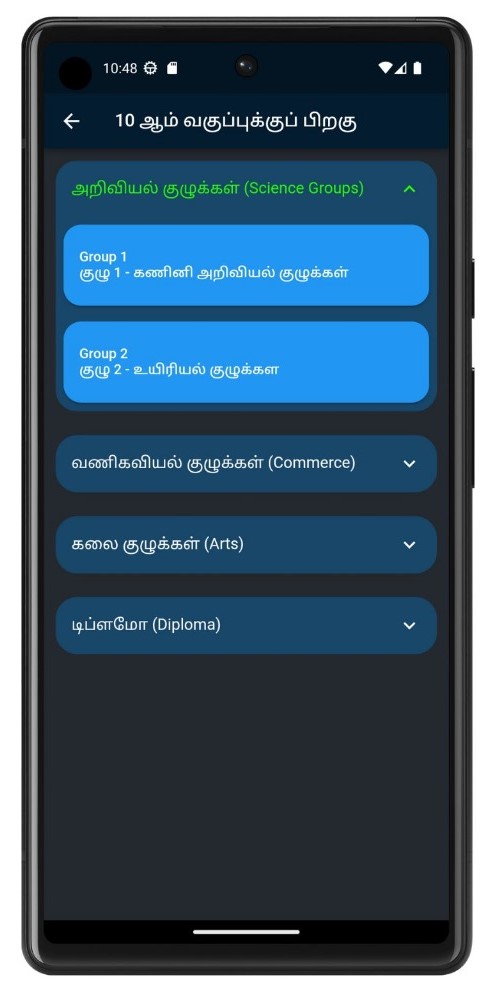 10:48
10 ஆம் வகுப்புக்குப் பிறகு
அறிவியல் குழுக்கள் (Science Groups)
Group 1
குழு 1 - கணினி அறிவியல் குழுக்கள்
Group 2
குழு 2 - உயிரியல் குழுக்கள
வணிகவியல் குழுக்கள் (Commerce)
கலை குழுக்கள் (Arts)
டிப்ளமோ (Diploma)